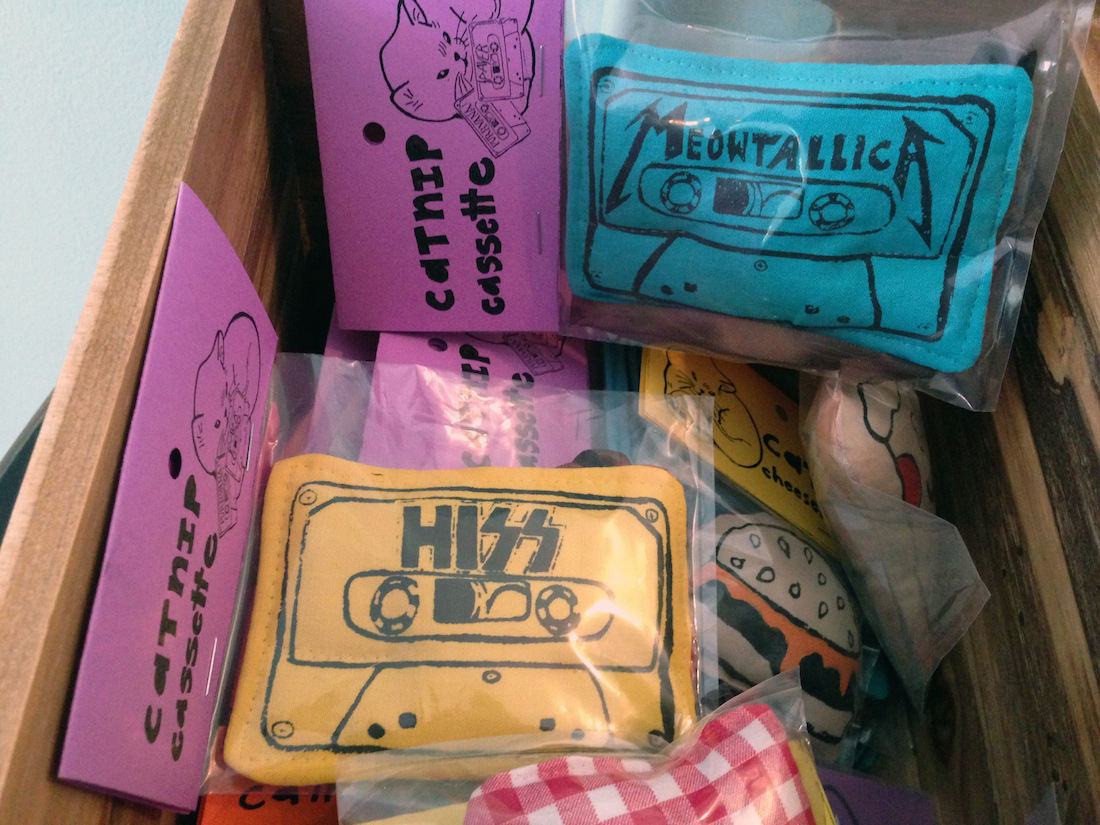 CATNIP
cassette
MEOWTALLICA
CATNIP
cassette
HISS
cheese